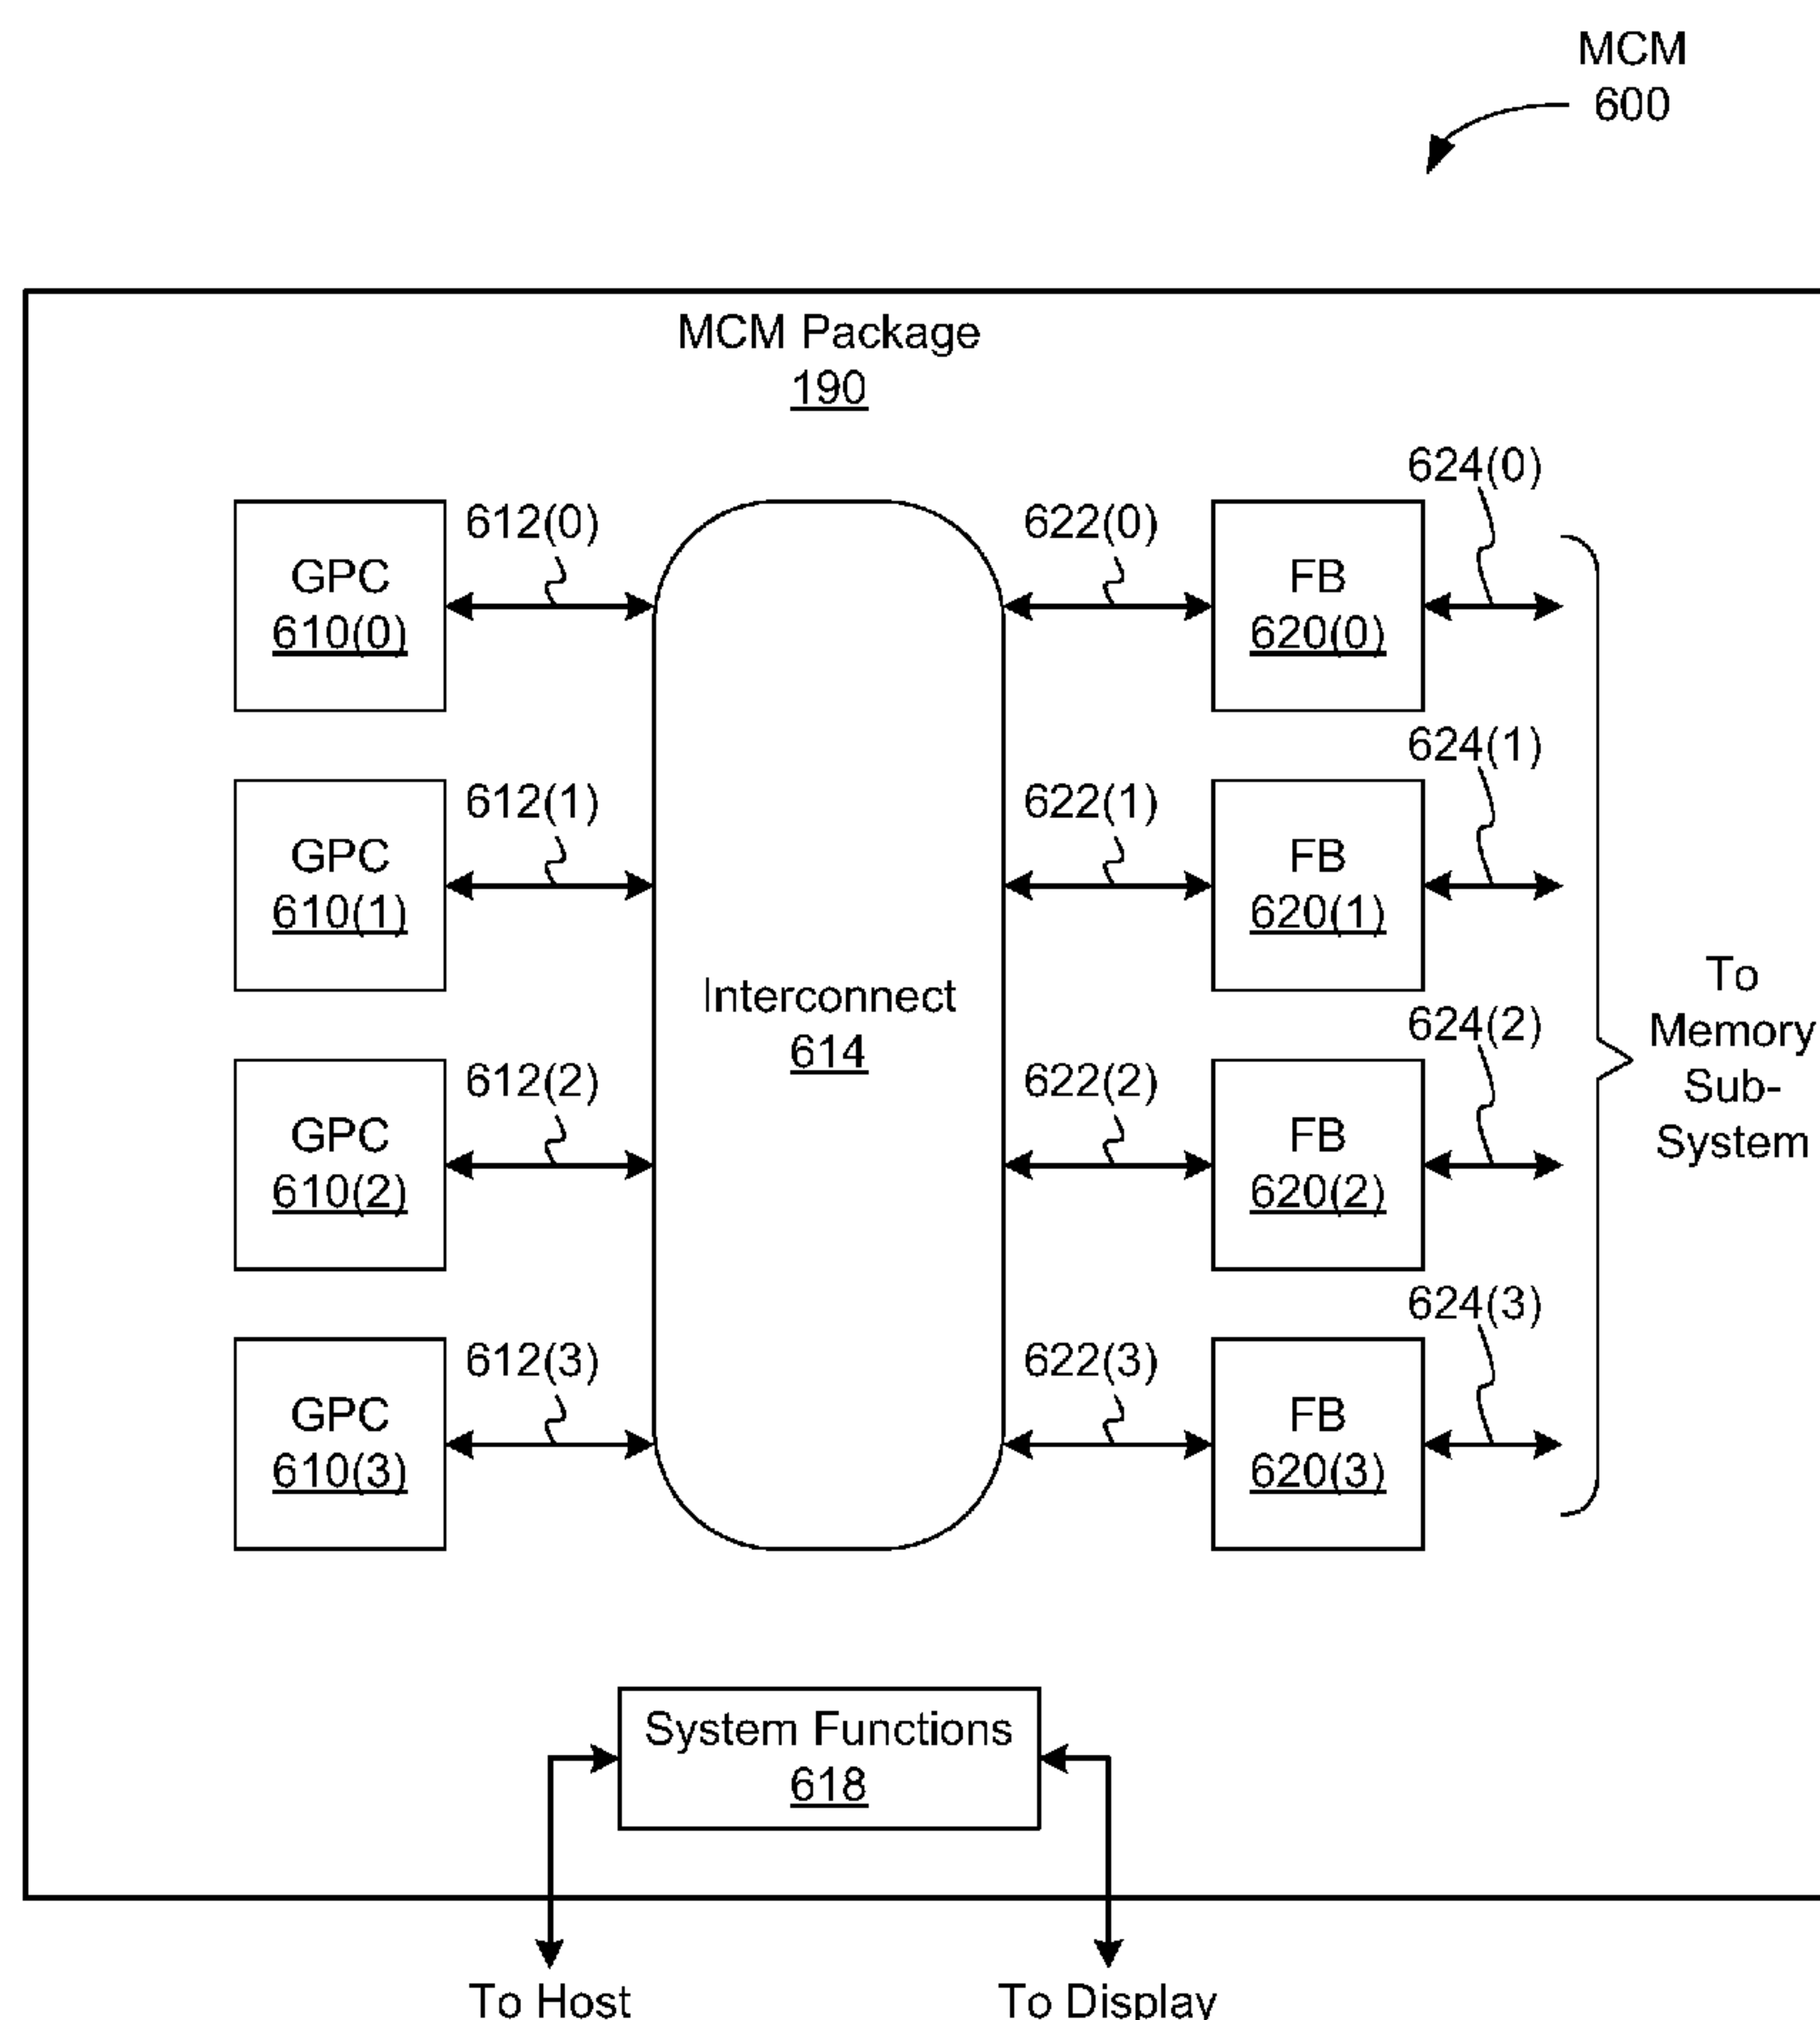 MCM
600
MCM Package
190
624(0)
612(0)
622(0)
GPC
610(0)
FB
620(0)
624(1)
612(1)
622(1)
GPC
610(1)
FB
620(1)
Interconnect
614
To
Memory
Sub-
System
624(2)
612(2)
622(2)
GPC
610(2)
FB
620(2)
624(3)
612(3)
622(3)
GPC
610(3)
FB
620(3)
System Functions
618
To Host
To Display